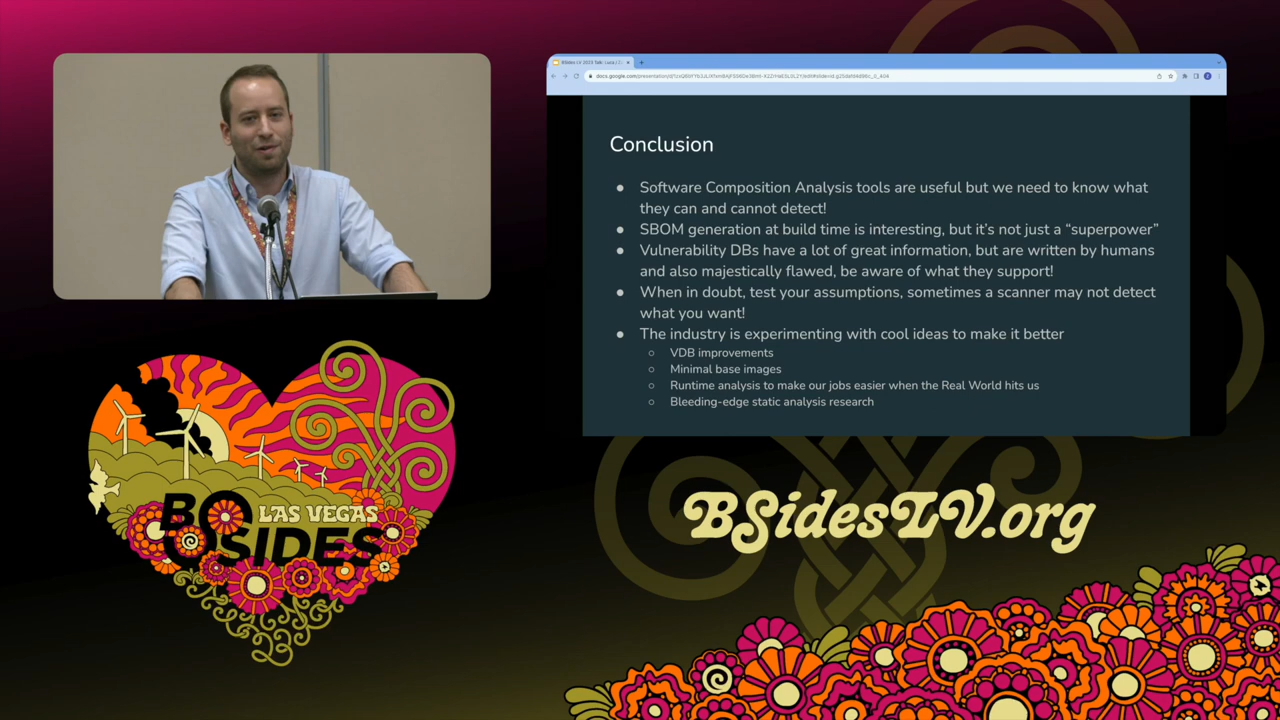 Conclusion
● Software Composition Analysis tools are useful but we need to know what
they can and cannot detect!
● SBOM generation at build time is interesting, but it's not just a “superpower”
● Vulnerability DBs have a lot of great information, but are written by humans
and also majestically flawed, be aware of what they support!
● When in doubt, test your assumptions, sometimes a scanner may not detect
what you want!
● The industry is experimenting with cool ideas to make it better
○ VDB improvements
○ Minimal base images
○ Runtime analysis to make our jobs easier when the Real World hits us
○ Bleeding-edge static analysis research
LAS VEGAS
BSidesLV.org